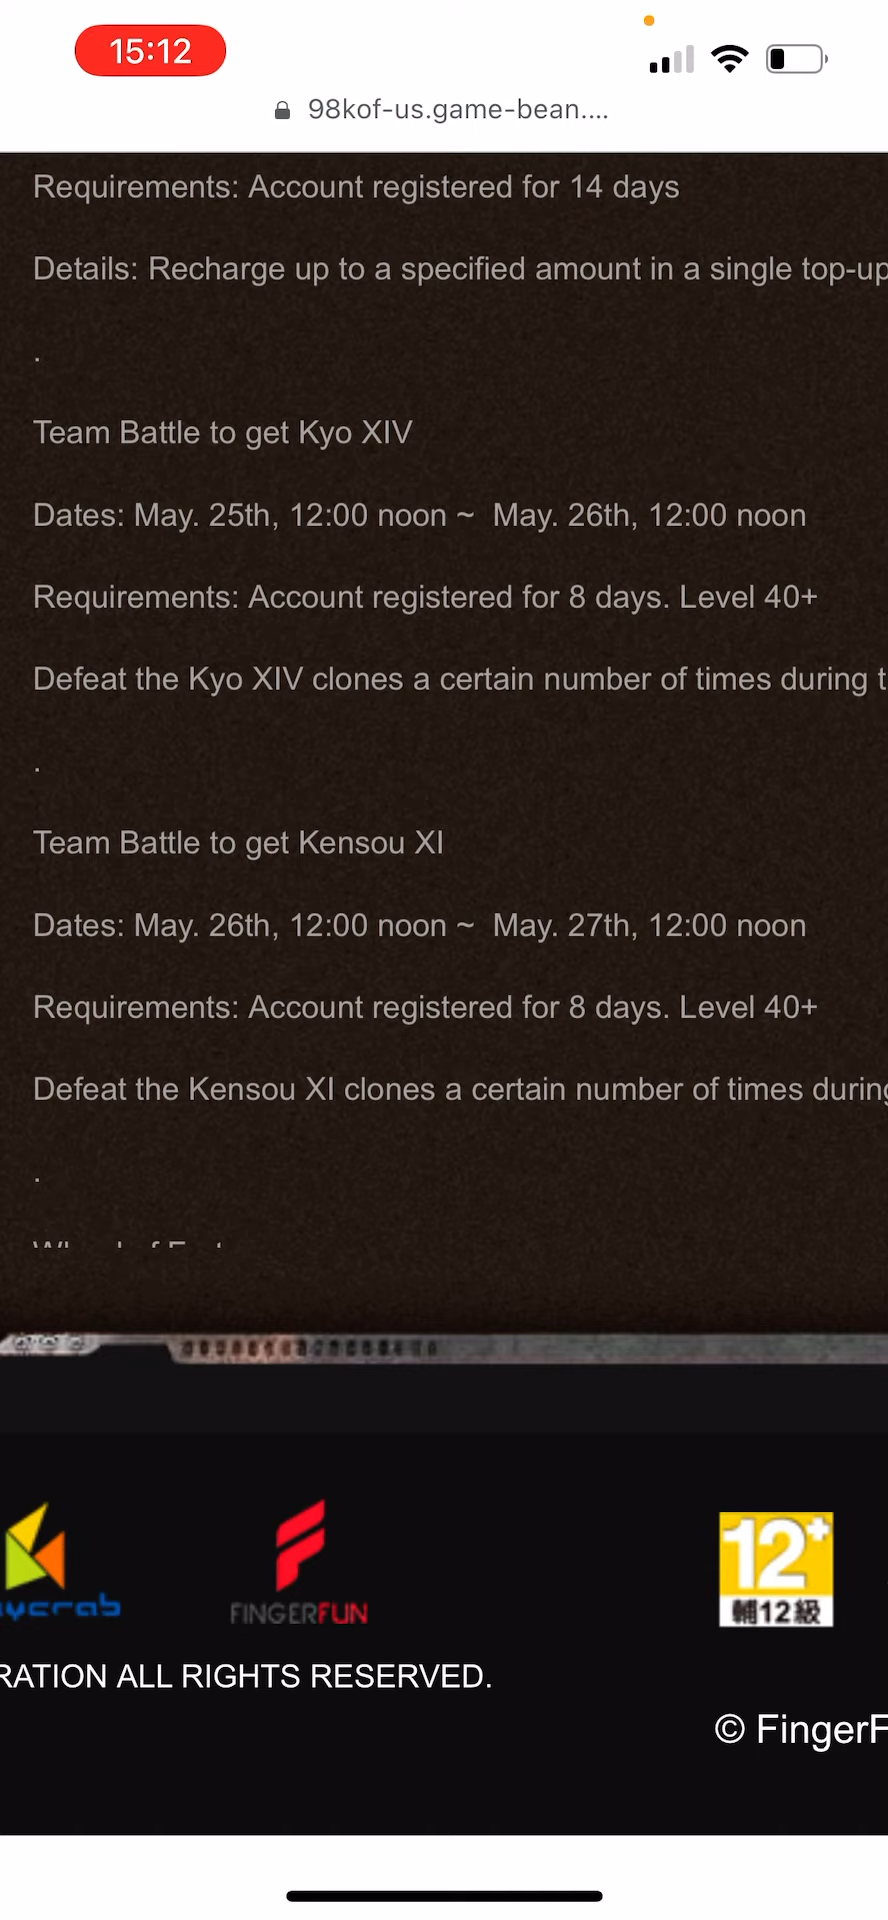 15:12
98kof-us.game-bean....
Requirements: Account registered for 14 days
Details: Recharge up to a specified amount in a single top-up
.
Team Battle to get Kyo XIV
Dates: May. 25th, 12:00 noon ~  May. 26th, 12:00 noon
Requirements: Account registered for 8 days. Level 40+
Defeat the Kyo XIV clones a certain number of times during t
.
Team Battle to get Kensou XI
Dates: May. 26th, 12:00 noon ~  May. 27th, 12:00 noon
Requirements: Account registered for 8 days. Level 40+
Defeat the Kensou XI clones a certain number of times during
.
ycrab
FINGERFUN
12+
輔12級
RATION ALL RIGHTS RESERVED.
© FingerF